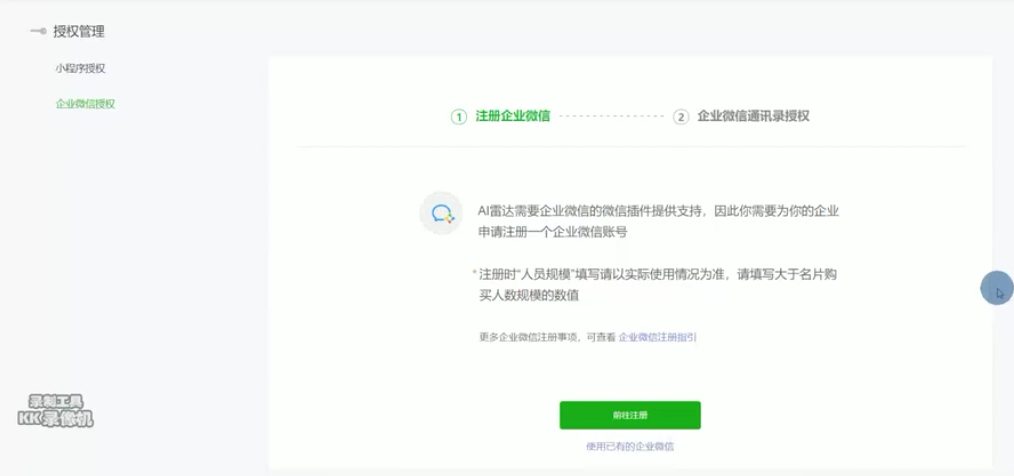 授权管理
小程序授权
企业微信授权
1 注册企业微信 2 企业微信通讯录授权
AI雷达需要企业微信的微信插件提供支持，因此你需要为你的企业
申请注册一个企业微信账号
*注册时“人员规模”填写请以实际使用情况为准，请填写大于名片购
买人数规模的数值
更多企业微信注册事项，可查看 企业微信注册指引
前往注册
使用已有的企业微信
录制工具
KK录像机